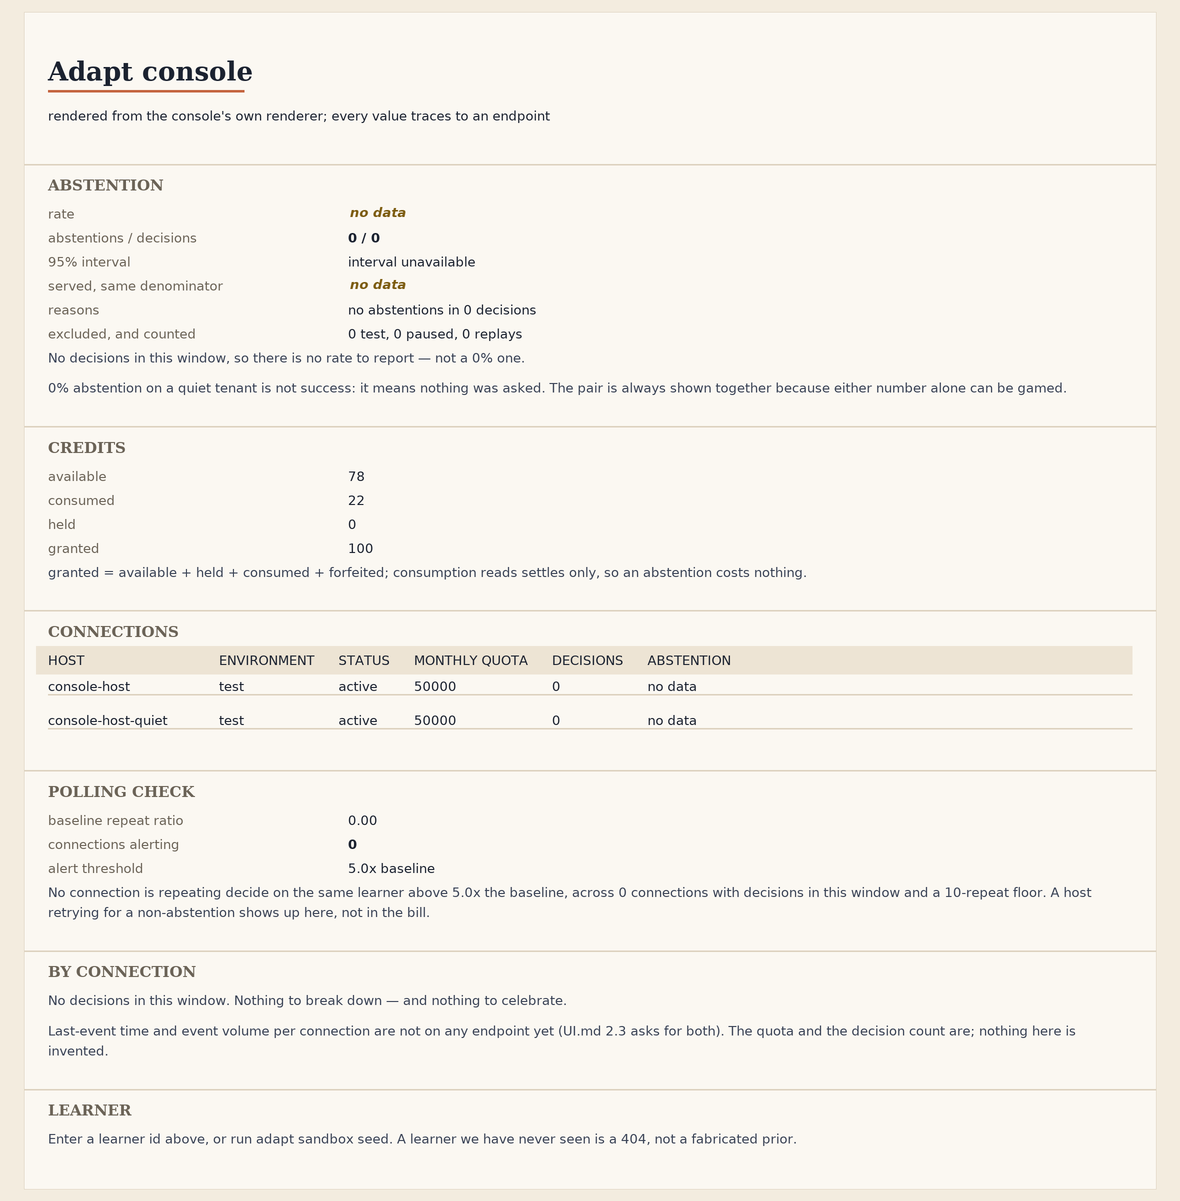 Adapt console
rendered from the console's own renderer; every value traces to an endpoint
ABSTENTION
rate no data
abstentions / decisions 0 / 0
95% interval interval unavailable
served, same denominator no data
reasons no abstentions in 0 decisions
excluded, and counted 0 test, 0 paused, 0 replays
No decisions in this window, so there is no rate to report — not a 0% one.
0% abstention on a quiet tenant is not success: it means nothing was asked. The pair is always shown together because either number alone can be gamed.
CREDITS
available 78
consumed 22
held 0
granted 100
granted = available + held + consumed + forfeited; consumption reads settles only, so an abstention costs nothing.
CONNECTIONS
HOST ENVIRONMENT STATUS MONTHLY QUOTA DECISIONS ABSTENTION
console-host test active 50000 0 no data
console-host-quiet test active 50000 0 no data
POLLING CHECK
baseline repeat ratio 0.00
connections alerting 0
alert threshold 5.0x baseline
No connection is repeating decide on the same learner above 5.0x the baseline, across 0 connections with decisions in this window and a 10-repeat floor. A host
retrying for a non-abstention shows up here, not in the bill.
BY CONNECTION
No decisions in this window. Nothing to break down — and nothing to celebrate.
Last-event time and event volume per connection are not on any endpoint yet (UI.md 2.3 asks for both). The quota and the decision count are; nothing here is
invented.
LEARNER
Enter a learner id above, or run adapt sandbox seed. A learner we have never seen is a 404, not a fabricated prior.